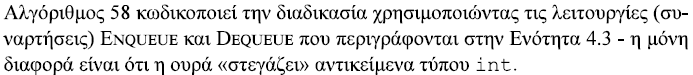 Αλγόριθμος 58 κωδικοποιεί την διαδικασία χρησιμοποιώντας τις λειτουργίες (συ-
ναρτήσεις) ENQUEUE και DEQUEUE που περιγράφονται στην Ενότητα 4.3 - η μόνη
διαφορά είναι ότι η ουρά «στεγάζει» αντικείμενα τύπου int.